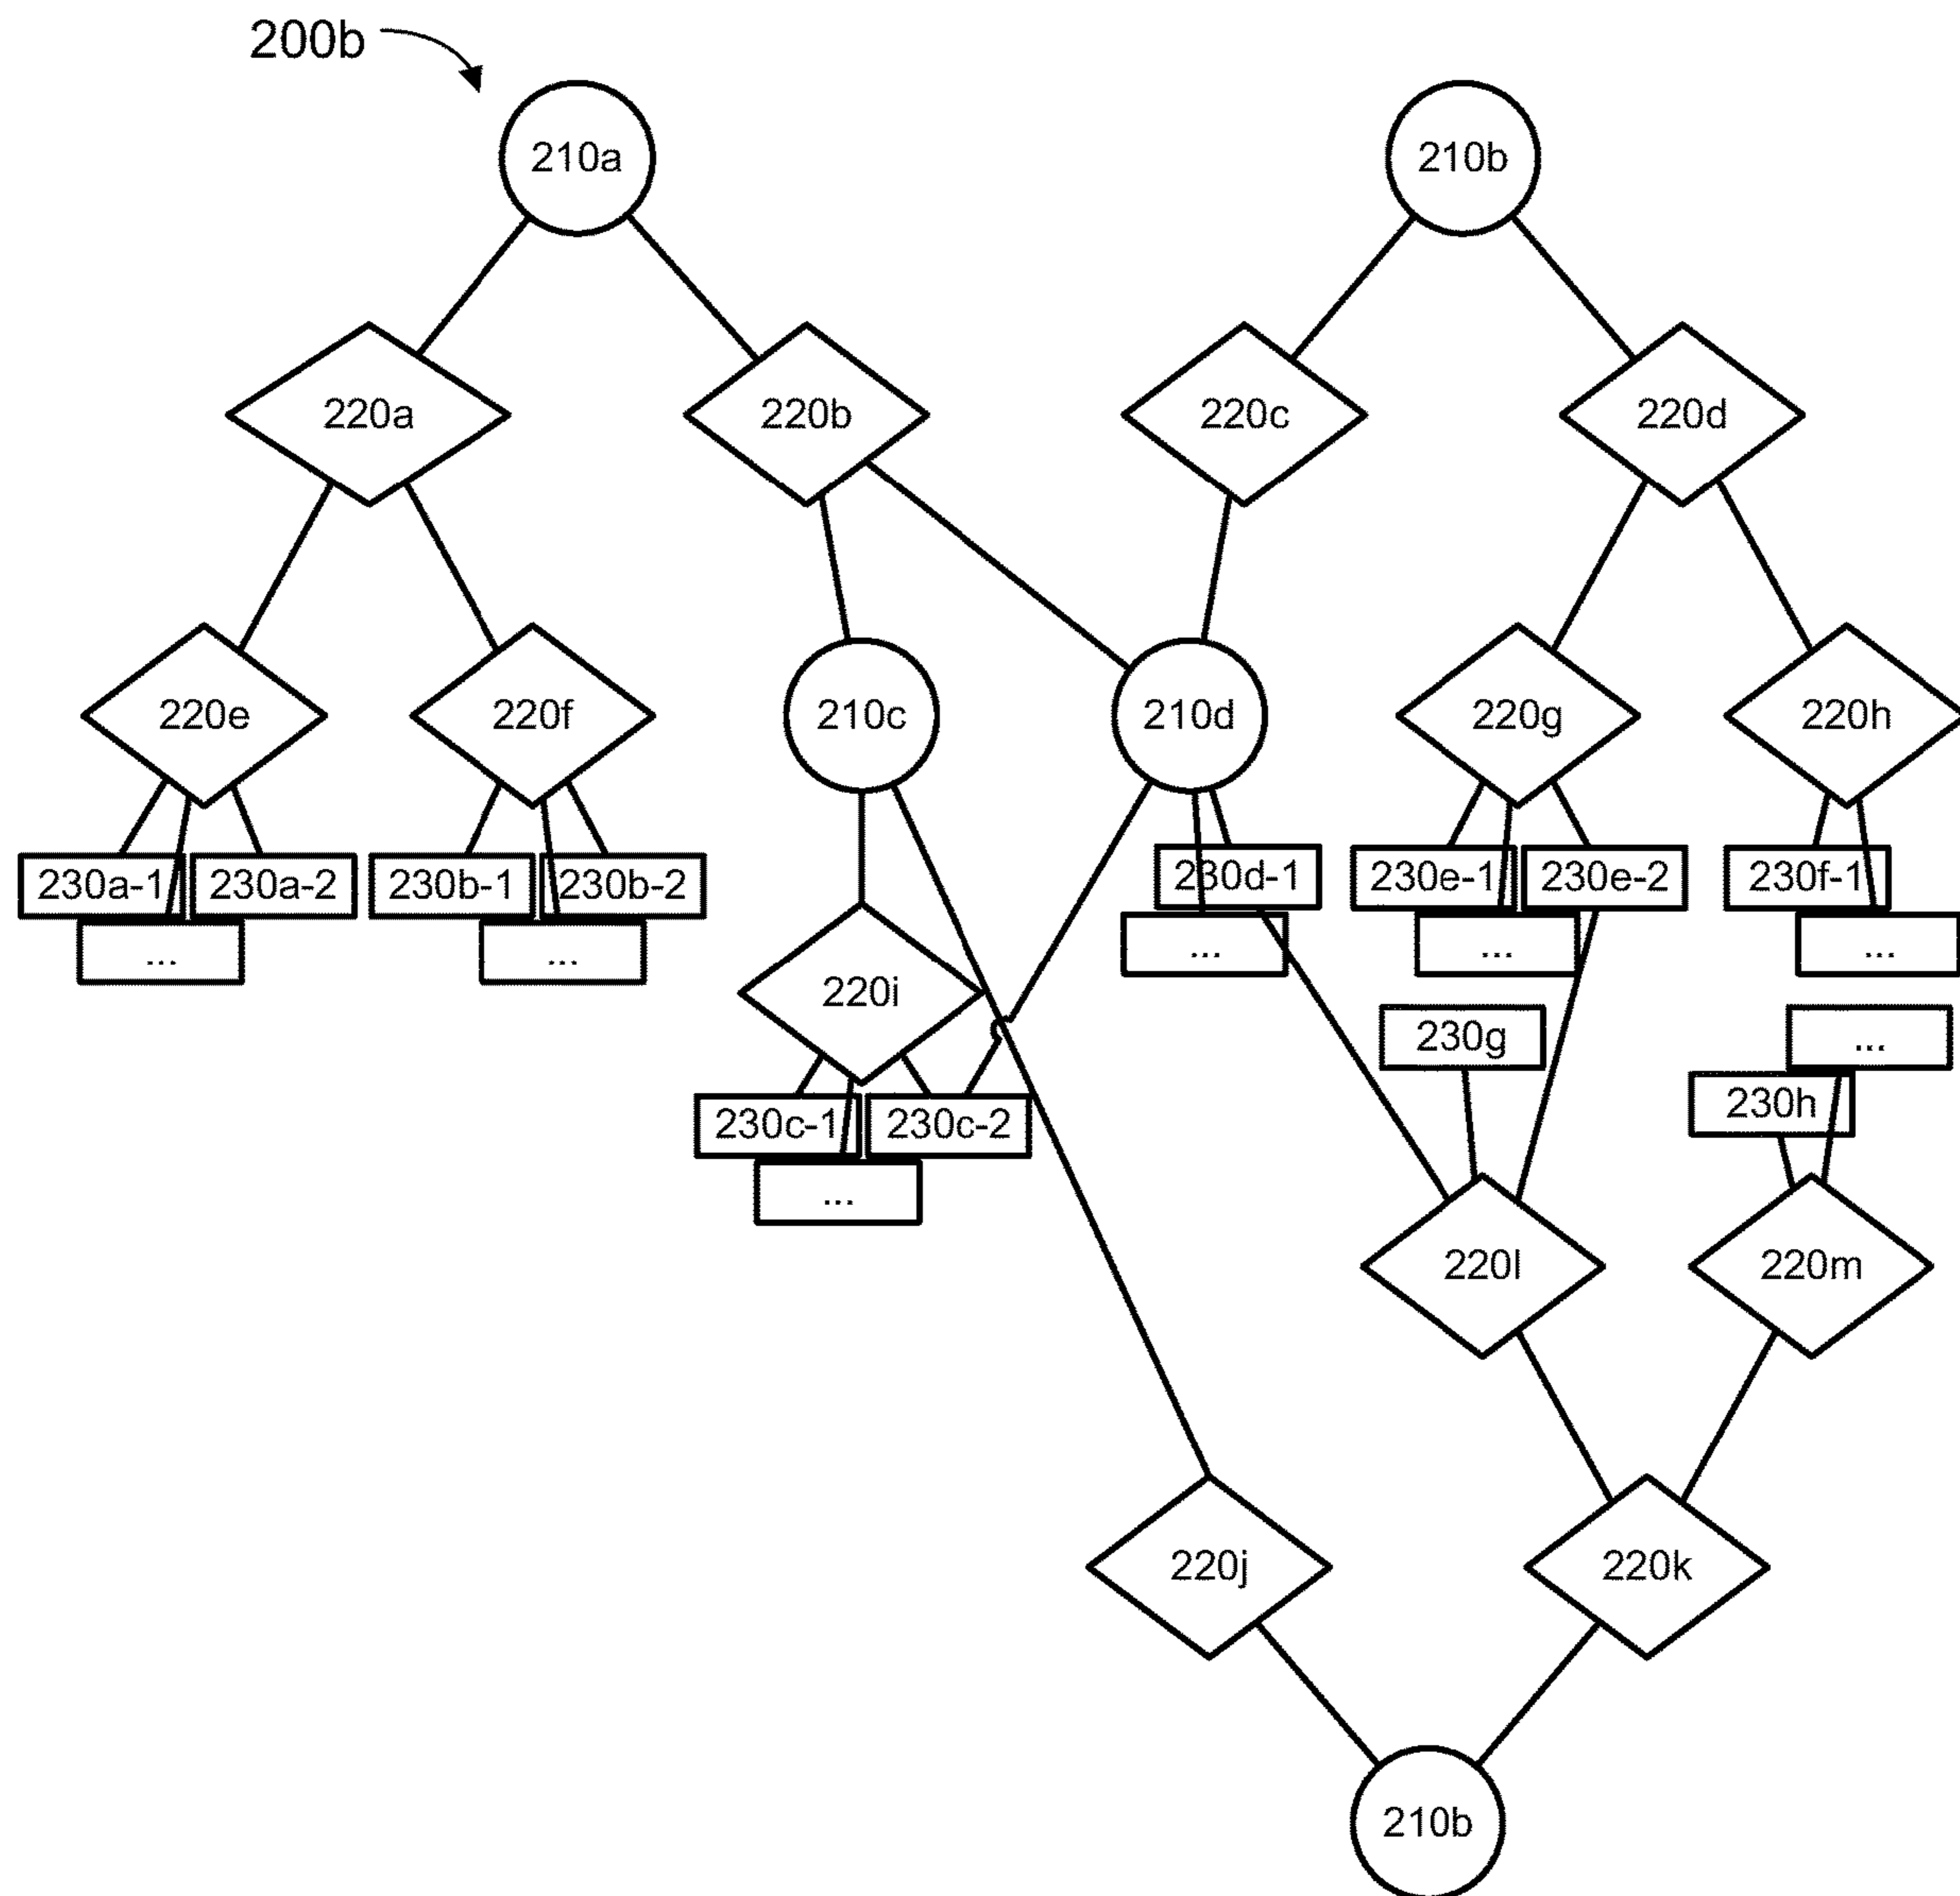 200b
210a
210b
220a
220b
220c
220d
220e
220f
210c
210d
220g
220h
230a-1
230a-2
230b-1
230b-2
230d-1
230e-1
230e-2
230f-1
...
...
...
...
...
220i
230g
...
230h
230c-1
230c-2
...
220l
220m
220j
220k
210b